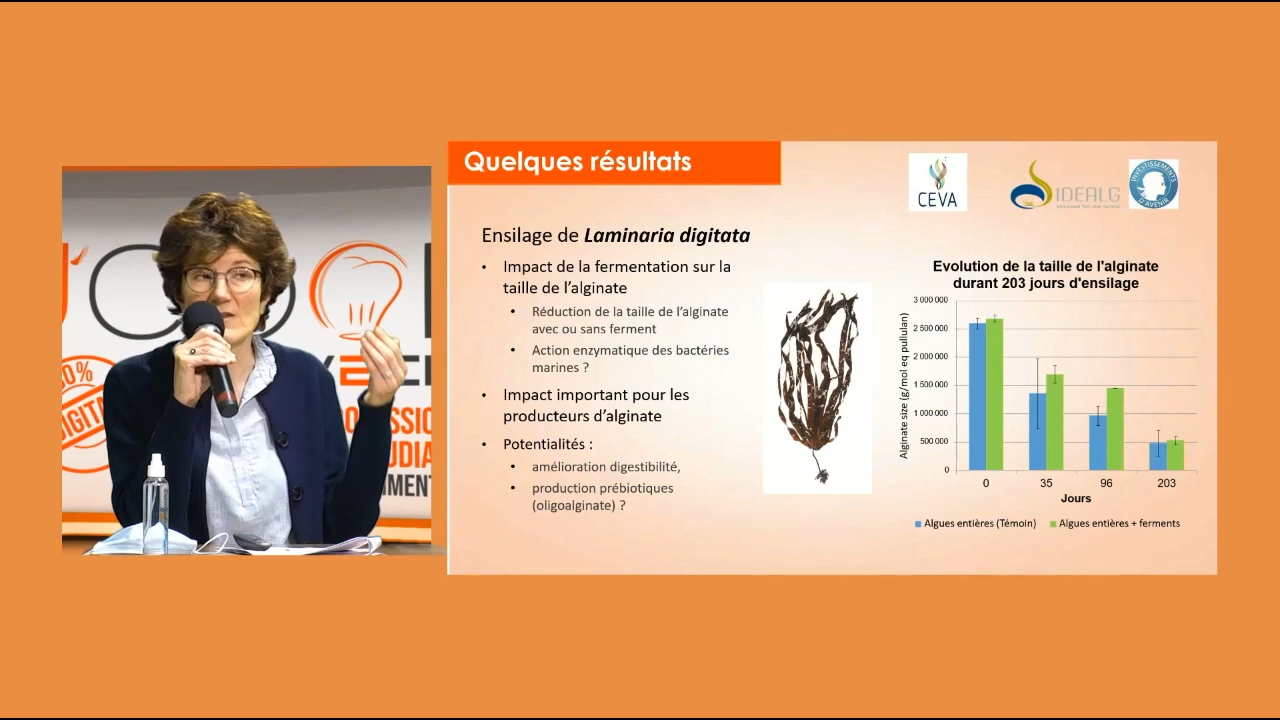 Quelques résultats
CEVA
IDEALG
INVESTISSEMENTS
D'AVENIR
Ensilage de Laminaria digitata
• Impact de la fermentation sur la
taille de l'alginate
• Réduction de la taille de l'alginate
avec ou sans ferment
• Action enzymatique des bactéries
marines ?
• Impact important pour les
producteurs d'alginate
• Potentialités :
• amélioration digestibilité,
• production prébiotiques
(oligoalginate) ?
Evolution de la taille de l'alginate
durant 203 jours d'ensilage
Alginate size (g/mol eq pullulan)
3 000 000
2 500 000
2 000 000
1 500 000
1 000 000
500 000
0
0 35 96 203
Jours
Algues entières (Témoin) Algues entières + ferments
0%
DIGIT